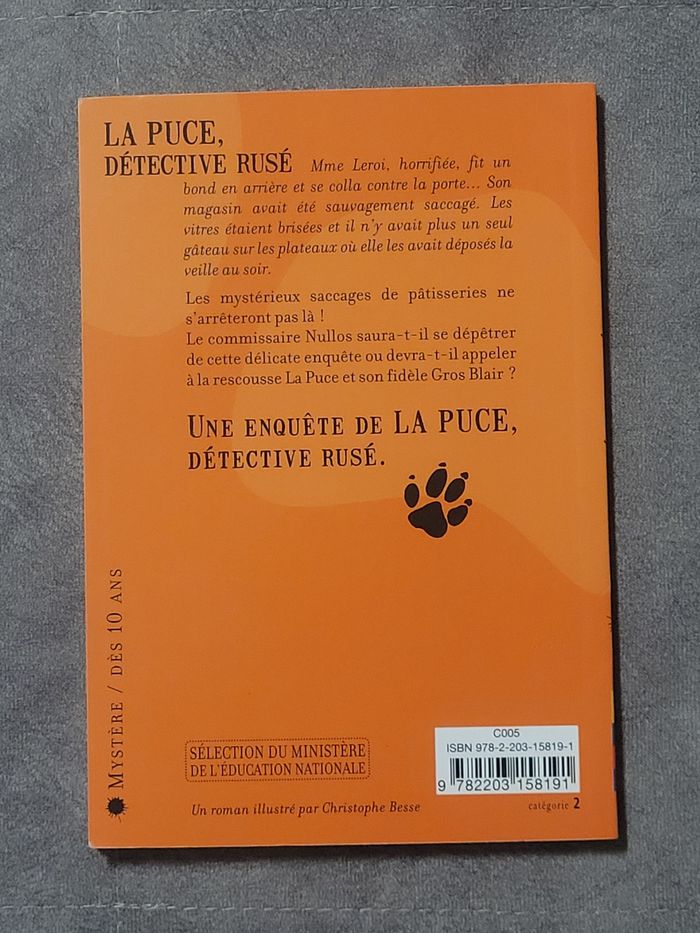 LA PUCE,
DÉTECTIVE RUSÉ Mme Leroi, horrifiée, fit un
bond en arrière et se colla contre la porte... Son
magasin avait été sauvagement saccagé. Les
vitres étaient brisées et il n'y avait plus un seul
gâteau sur les plateaux où elle les avait déposés la
veille au soir.
Les mystérieux saccages de pâtisseries ne
s'arrêteront pas là !
Le commissaire Nullos saura-t-il se dépêtrer
de cette délicate enquête ou devra-t-il appeler
à la rescousse La Puce et son fidèle Gros Blair ?
UNE ENQUÊTE DE LA PUCE,
DÉTECTIVE RUSÉ.
MYSTÈRE / DÈS 10 ANS
SÉLECTION DU MINISTÈRE
DE L'ÉDUCATION NATIONALE
Un roman illustré par Christophe Besse
C005
ISBN 978-2-203-15819-1
9 782203 158191
catégorie 2